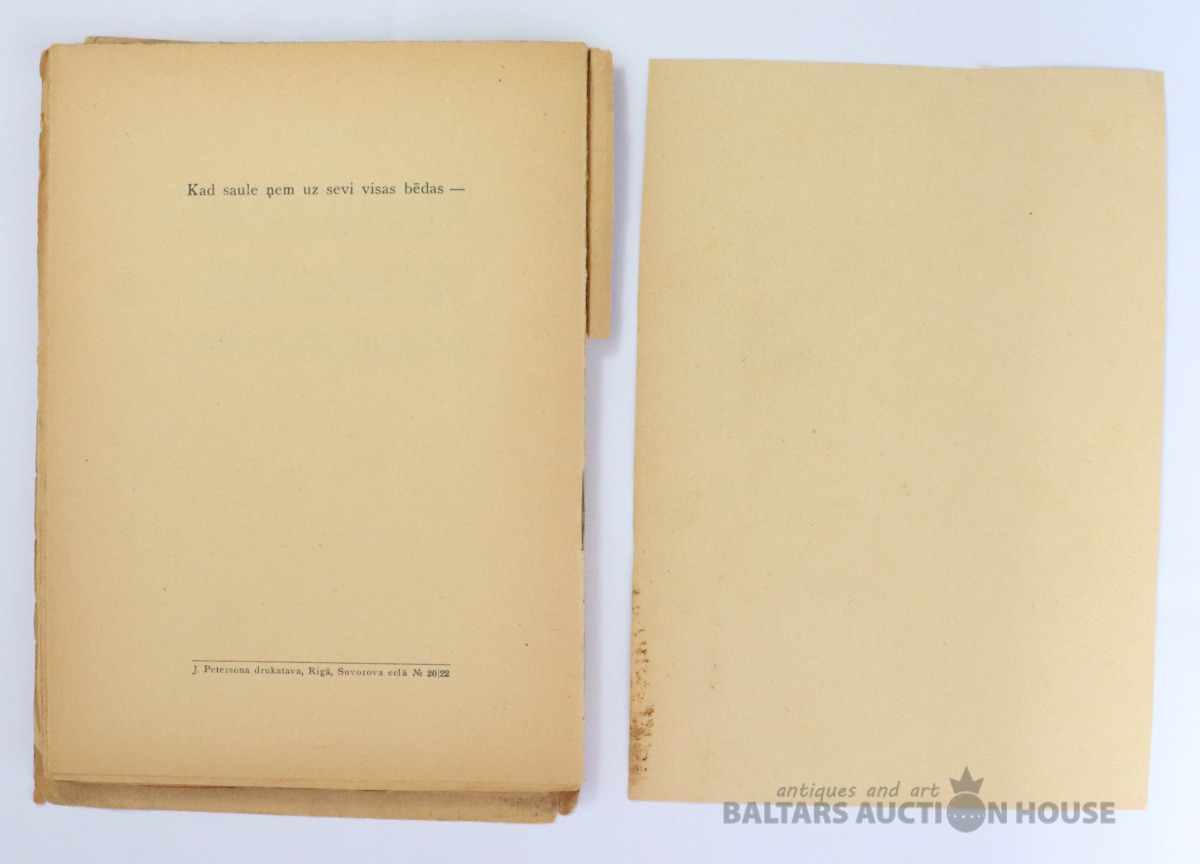 Kad saule ņem uz sevi visas bēdas —
J. Petersona drukatava, Rigā, Suvorova eelā № 20|22
antiques and art
BALTARS AUCTION HOUSE